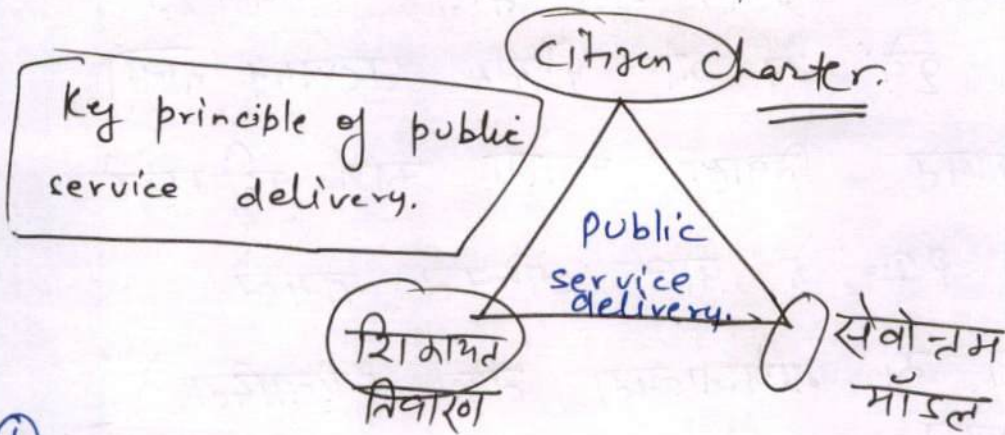 Citizen Charter.
Key principle of public
service delivery.
public
service
delivery.
शिकायत
निवारण
सेवोत्तम
मॉडल